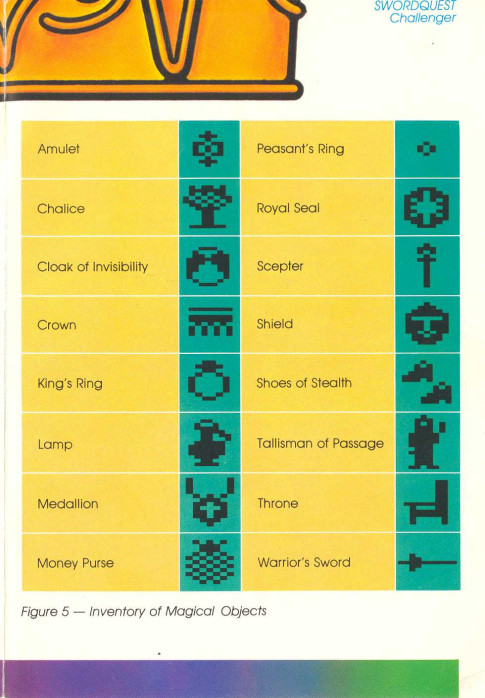 SWORDQUEST
Challenger
Amulet
Peasant's Ring
Chalice
Royal Seal
Cloak of Invisibility
Scepter
Crown
Shield
King's Ring
Shoes of Stealth
Lamp
Tallisman of Passage
Medallion
Throne
Money Purse
Warrior's Sword
Figure 5 — Inventory of Magical Objects